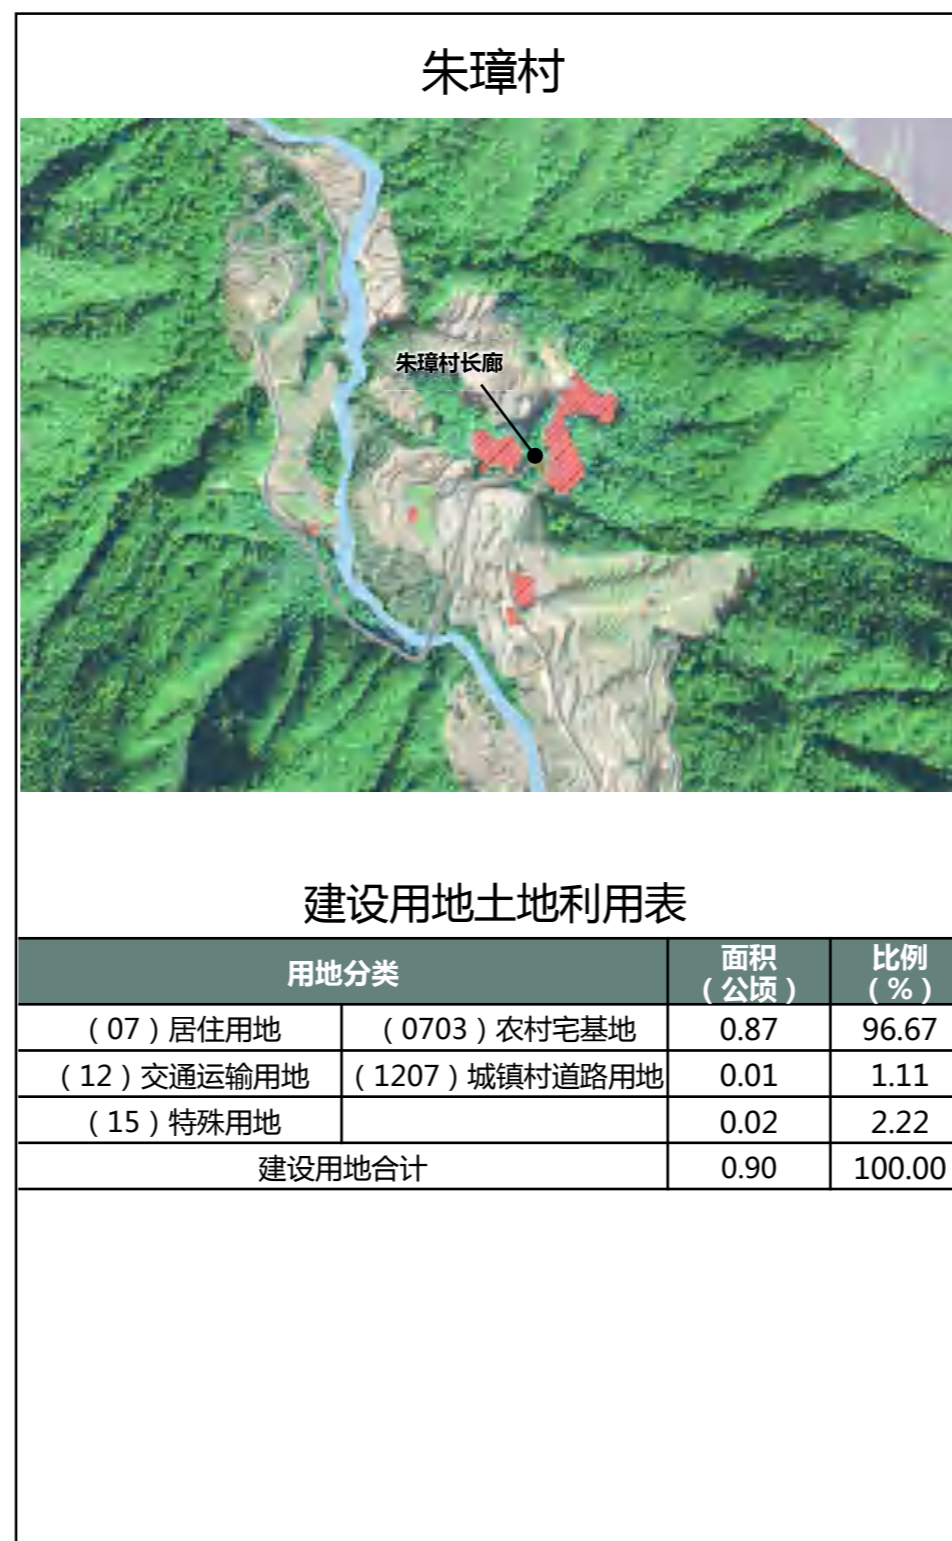 朱璋村
朱璋村长廊
建设用地土地利用表
用地分类 面积（公顷） 比例（%）
（07）居住用地 （0703）农村宅基地 0.87 96.67
（12）交通运输用地 （1207）城镇村道路用地 0.01 1.11
（15）特殊用地 0.02 2.22
建设用地合计 0.90 100.00